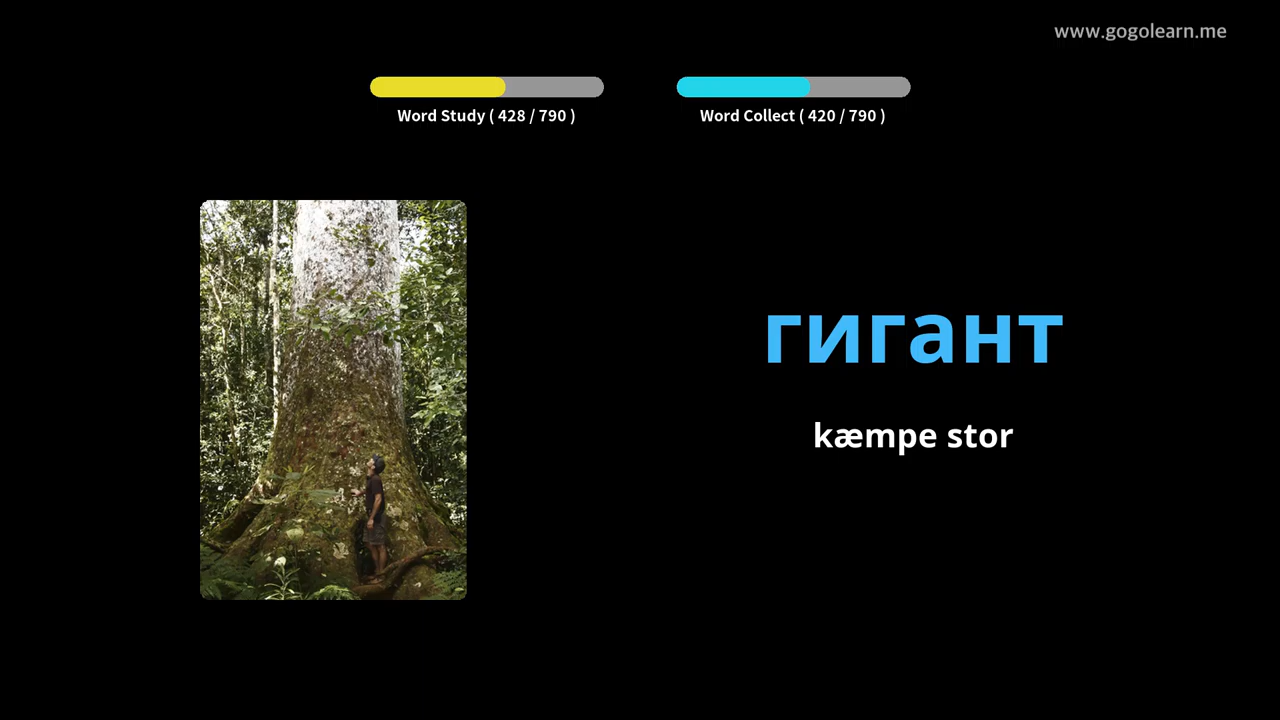 www.gogolearn.me
Word Study ( 428 / 790 )
Word Collect ( 420 / 790 )
гигант
kæmpe stor